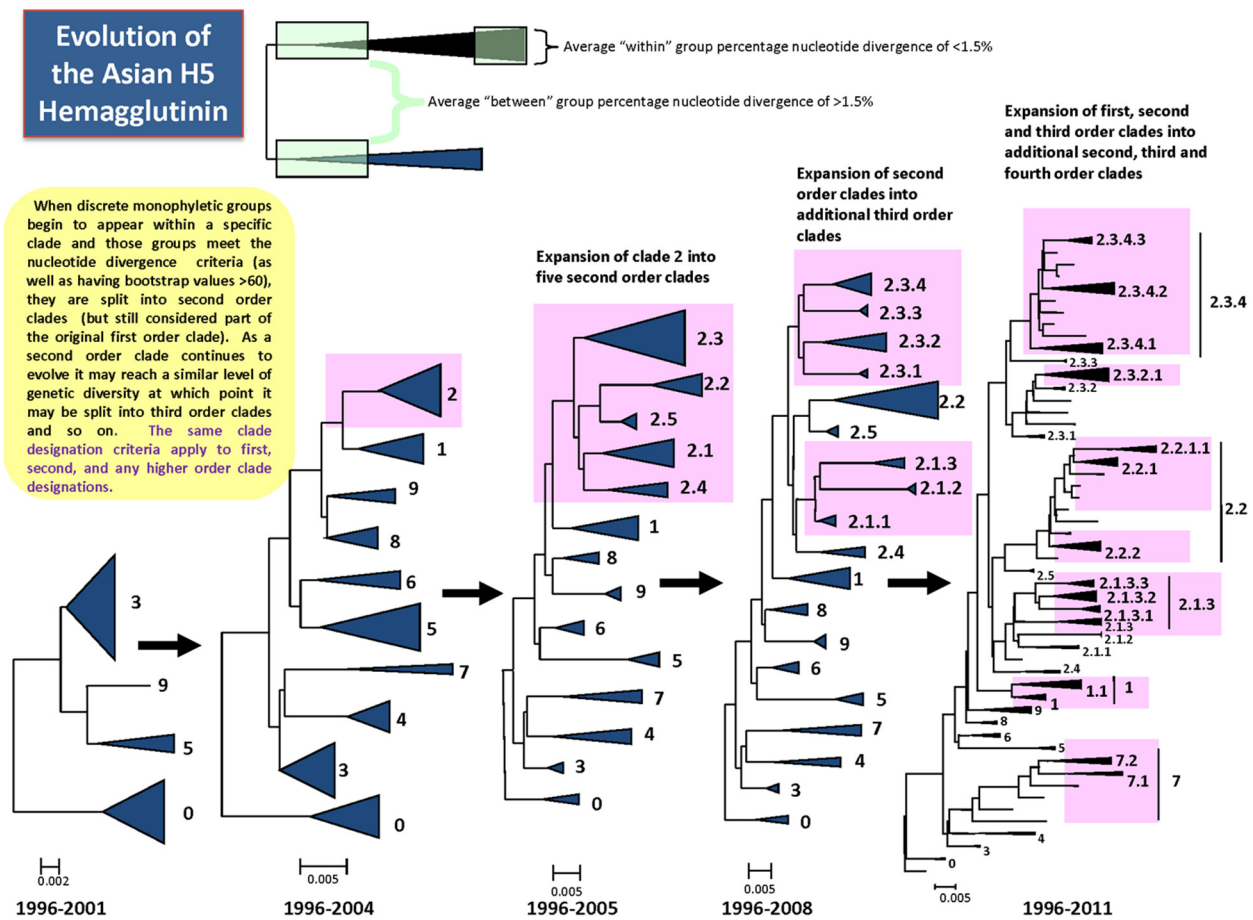 Evolution of
the Asian H5
Hemagglutinin
Average “within” group percentage nucleotide divergence of <1.5%
Average “between” group percentage nucleotide divergence of >1.5%
When discrete monophyletic groups
begin to appear within a specific
clade and those groups meet the
nucleotide divergence criteria (as
well as having bootstrap values >60),
they are split into second order
clades (but still considered part of
the original first order clade). As a
second order clade continues to
evolve it may reach a similar level of
genetic diversity at which point it
may be split into third order clades
and so on. The same clade
designation criteria apply to first,
second, and any higher order clade
designations.
3
9
5
0
0.002
1996-2001
2
1
9
8
6
5
7
4
3
0
0.005
1996-2004
Expansion of clade 2 into
five second order clades
2.3
2.2
2.5
2.1
2.4
1
8
9
6
5
7
4
3
0
0.005
1996-2005
Expansion of second
order clades into
additional third order
clades
2.3.4
2.3.3
2.3.2
2.3.1
2.2
2.5
2.1.3
2.1.2
2.1.1
2.4
1
8
9
6
5
7
4
3
0
0.005
1996-2008
Expansion of first, second
and third order clades into
additional second, third and
fourth order clades
2.3.4.3
2.3.4.2
2.3.4
2.3.4.1
2.3.3
2.3.2.1
2.3.2
2.3.1
2.2.1.1
2.2.1
2.2
2.2.2
2.5
2.1.3.3
2.1.3.2
2.1.3
2.1.3.1
2.1.3
2.1.2
2.1.1
2.4
1.1
1
1
9
8
6
5
7.2
7.1
7
4
3
0
0.005
1996-2011